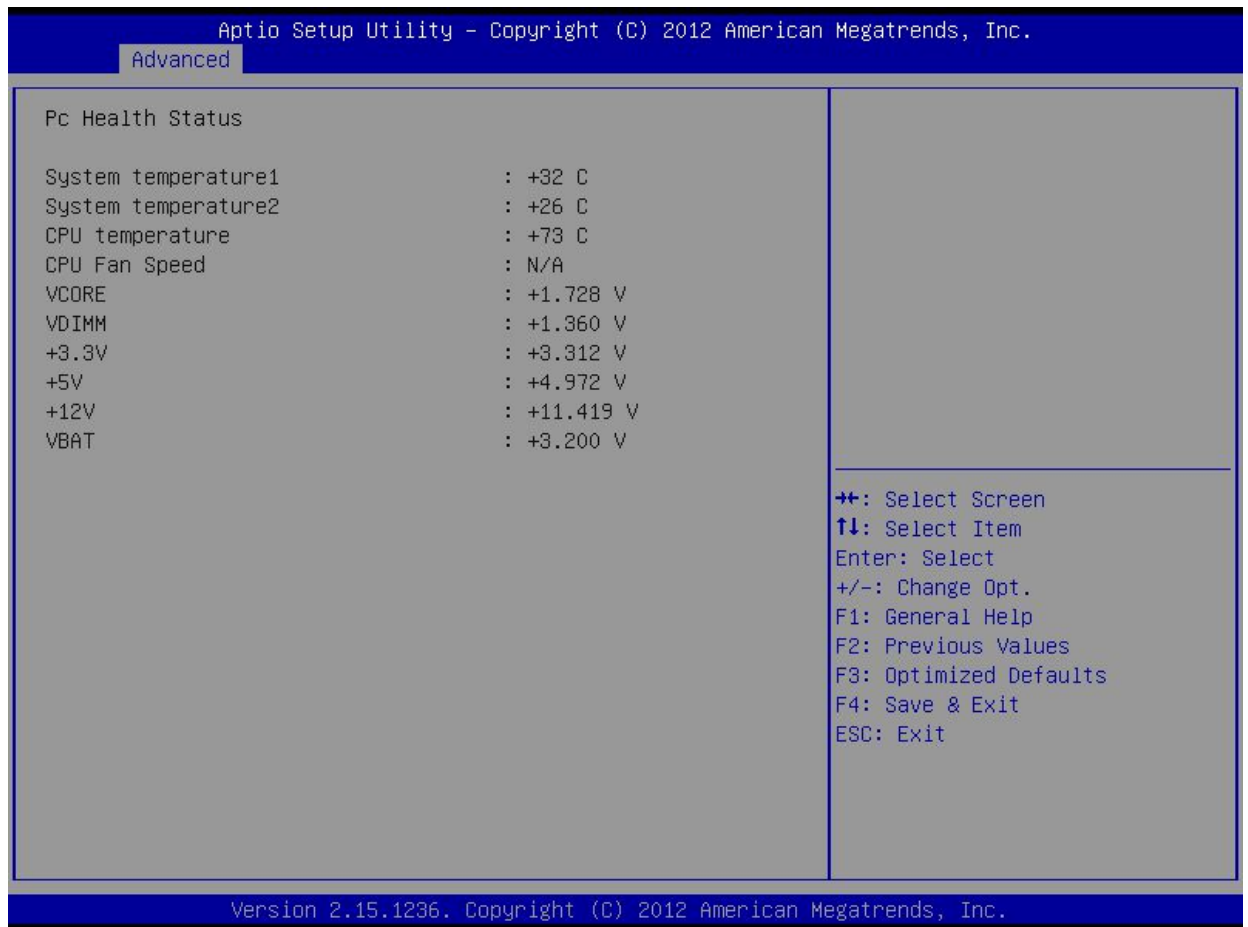 Aptio Setup Utility – Copyright (C) 2012 American Megatrends, Inc.
Advanced
Pc Health Status
System temperature1 : +32 C
System temperature2 : +26 C
CPU temperature : +73 C
CPU Fan Speed : N/A
VCORE : +1.728 V
VDIMM : +1.360 V
+3.3V : +3.312 V
+5V : +4.972 V
+12V : +11.419 V
VBAT : +3.200 V
→←: Select Screen
↑↓: Select Item
Enter: Select
+/-: Change Opt.
F1: General Help
F2: Previous Values
F3: Optimized Defaults
F4: Save & Exit
ESC: Exit
Version 2.15.1236. Copyright (C) 2012 American Megatrends, Inc.